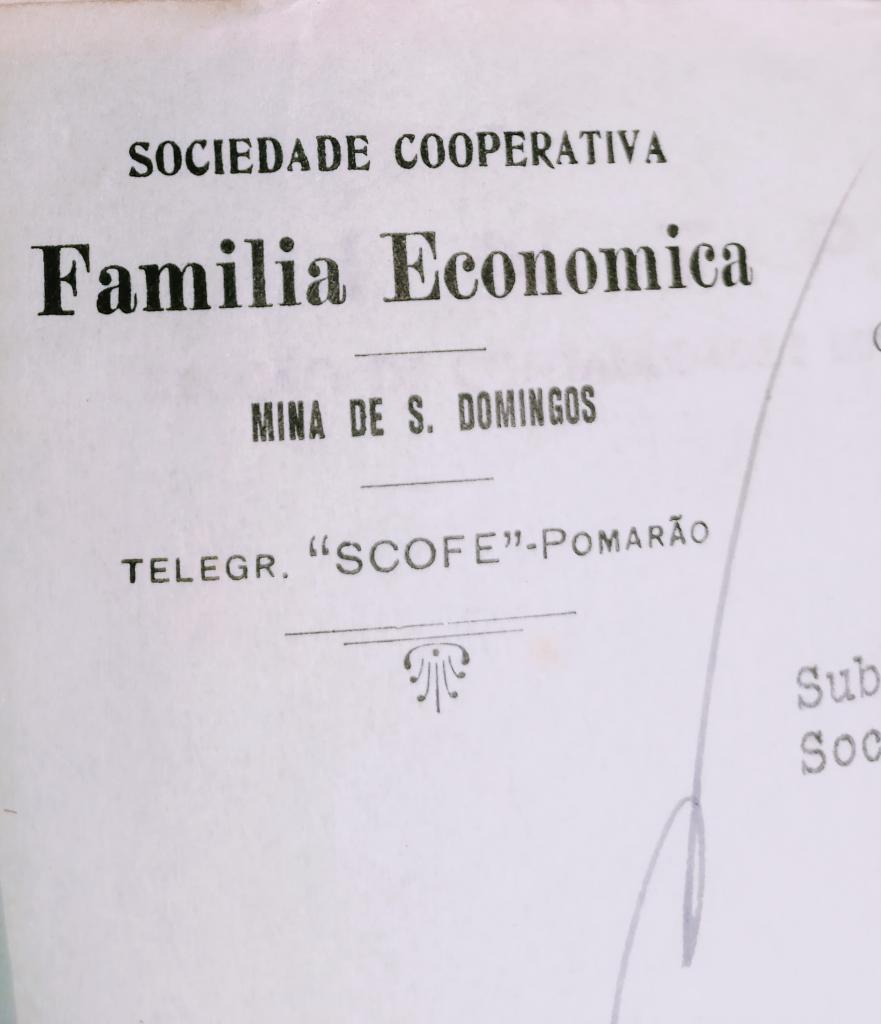 SOCIEDADE COOPERATIVA
Familia Economica
MINA DE S. DOMINGOS
TELEGR. "SCOFE"-POMARÃO
Sub
Soc